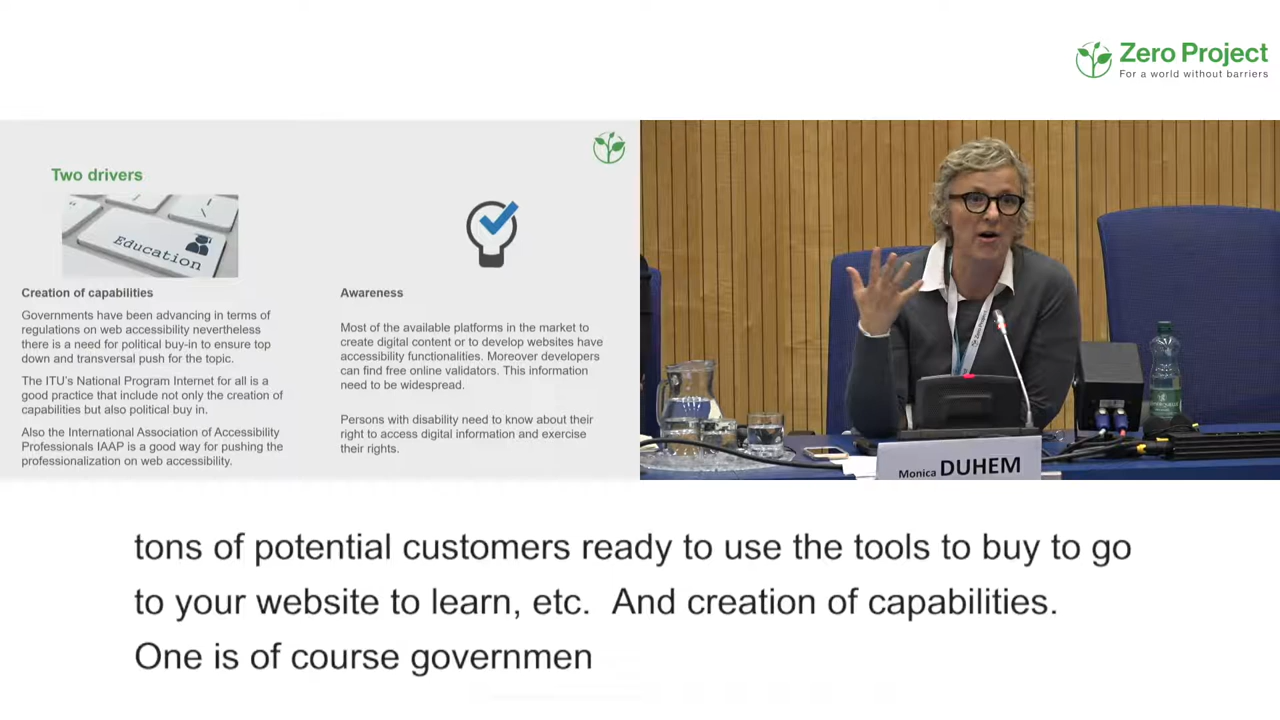 Zero Project
For a world without barriers
Two drivers
Education
Creation of capabilities
Governments have been advancing in terms of
regulations on web accessibility nevertheless
there is a need for political buy-in to ensure top
down and transversal push for the topic.
The ITU's National Program Internet for all is a
good practice that include not only the creation of
capabilities but also political buy in.
Also the International Association of Accessibility
Professionals IAAP is a good way for pushing the
professionalization on web accessibility.
Awareness
Most of the available platforms in the market to
create digital content or to develop websites have
accessibility functionalities. Moreover developers
can find free online validators. This information
need to be widespread.
Persons with disability need to know about their
right to access digital information and exercise
their rights.
Monica DUHEM
tons of potential customers ready to use the tools to buy to go
to your website to learn, etc. And creation of capabilities.
One is of course governmen